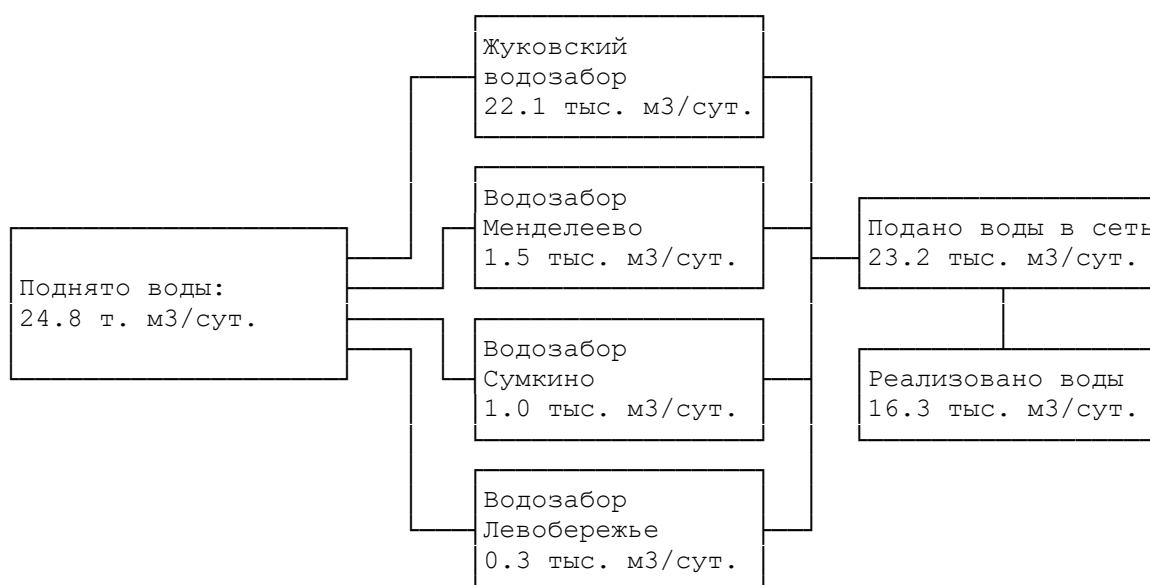 Жуковский
водозабор
22.1 тыс. м3/сут.
Водозабор
Менделеево
1.5 тыс. м3/сут.
Подано воды в сеть
23.2 тыс. м3/сут.
Поднято воды:
24.8 т. м3/сут.
Водозабор
Сумкино
1.0 тыс. м3/сут.
Реализовано воды
16.3 тыс. м3/сут.
Водозабор
Левобережье
0.3 тыс. м3/сут.